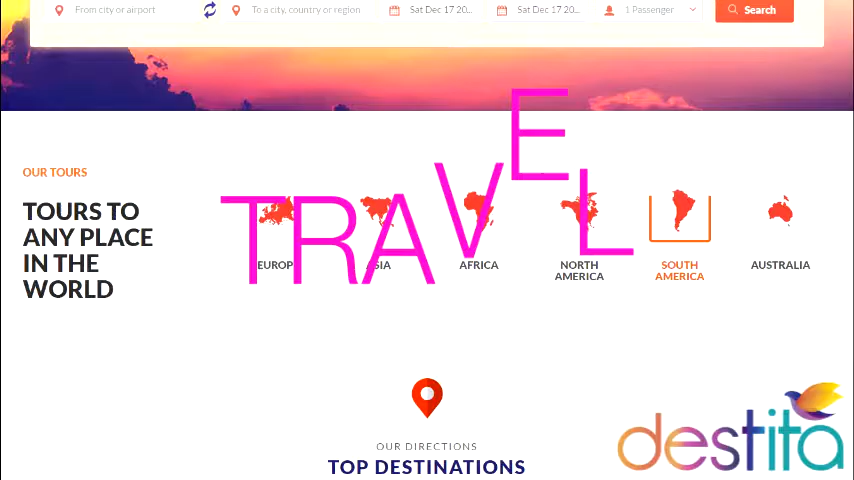 From city or airport
To a city, country or region
Sat Dec 17 20...
Sat Dec 17 20...
1 Passenger
Search
OUR TOURS
TOURS TO
ANY PLACE
IN THE
WORLD
TRAVEL
EUROP
ASIA
AFRICA
NORTH
AMERICA
SOUTH
AMERICA
AUSTRALIA
OUR DIRECTIONS
TOP DESTINATIONS
destita